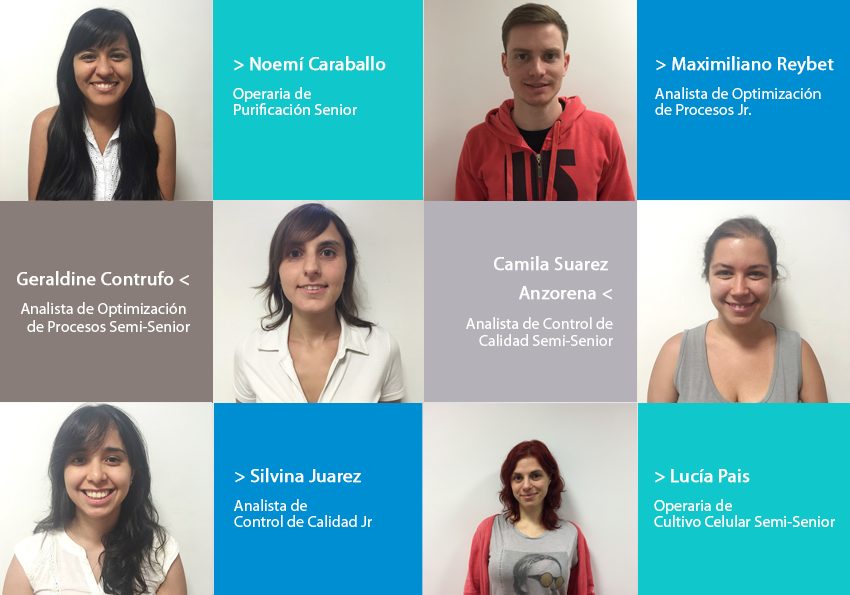 > Noemí Caraballo
Operaria de
Purificación Senior
> Maximiliano Reybet
Analista de Optimización
de Procesos Jr.
Geraldine Contrufo <
Analista de Optimización
de Procesos Semi-Senior
Camila Suarez
Anzorena <
Analista de Control de
Calidad Semi-Senior
> Silvina Juarez
Analista de
Control de Calidad Jr
> Lucía Pais
Operaria de
Cultivo Celular Semi-Senior